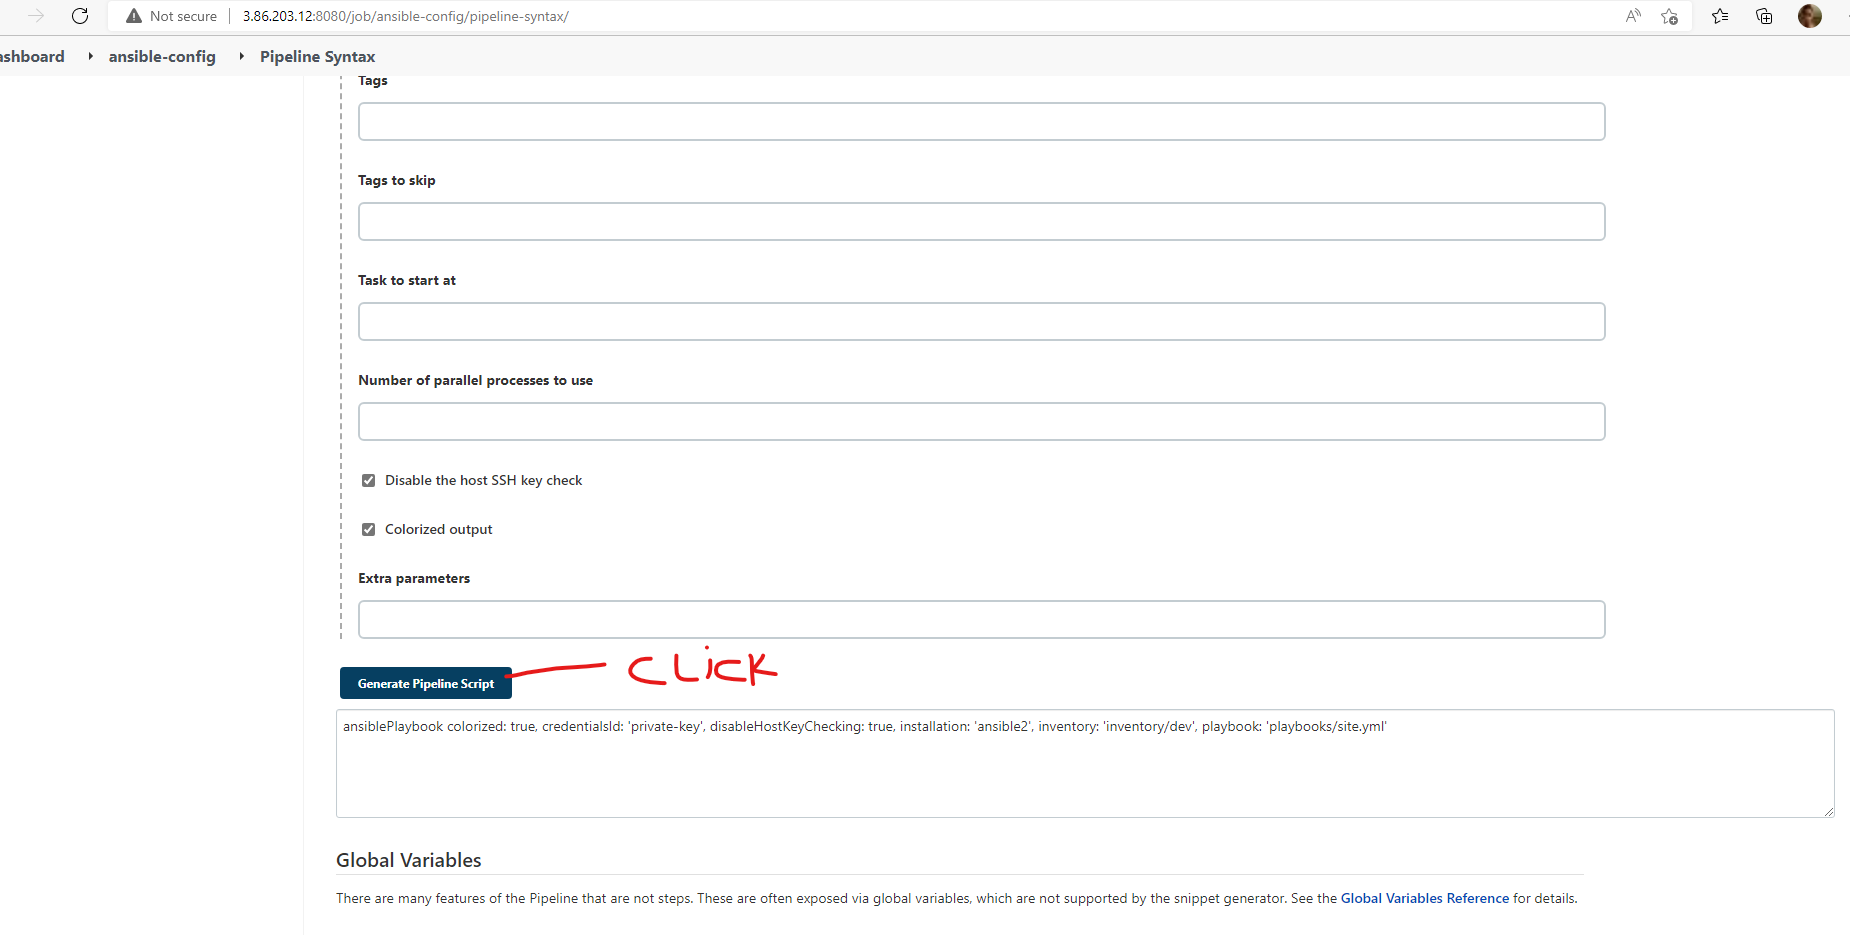 Not secure 3.86.203.12:8080/job/ansible-config/pipeline-syntax/
ashboard ansible-config Pipeline Syntax
Tags
Tags to skip
Task to start at
Number of parallel processes to use
Disable the host SSH key check
Colorized output
Extra parameters
Generate Pipeline Script CLiCK
ansiblePlaybook colorized: true, credentialsId: 'private-key', disableHostKeyChecking: true, installation: 'ansible2', inventory: 'inventory/dev', playbook: 'playbooks/site.yml'
Global Variables
There are many features of the Pipeline that are not steps. These are often exposed via global variables, which are not supported by the snippet generator. See the Global Variables Reference for details.